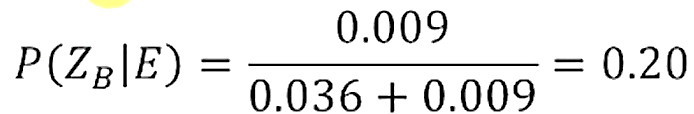 P(Z_B|E) = 0.009 / (0.036 + 0.009) = 0.20